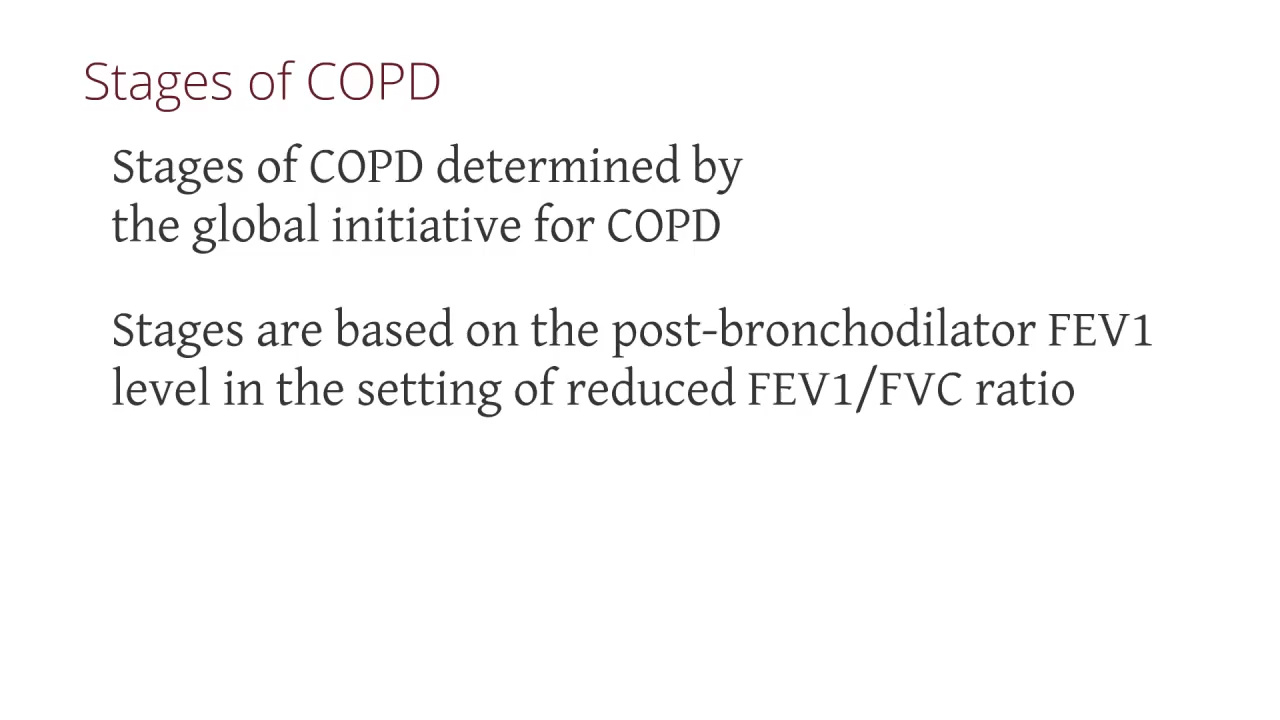 Stages of COPD
Stages of COPD determined by
the global initiative for COPD
Stages are based on the post-bronchodilator FEV1
level in the setting of reduced FEV1/FVC ratio